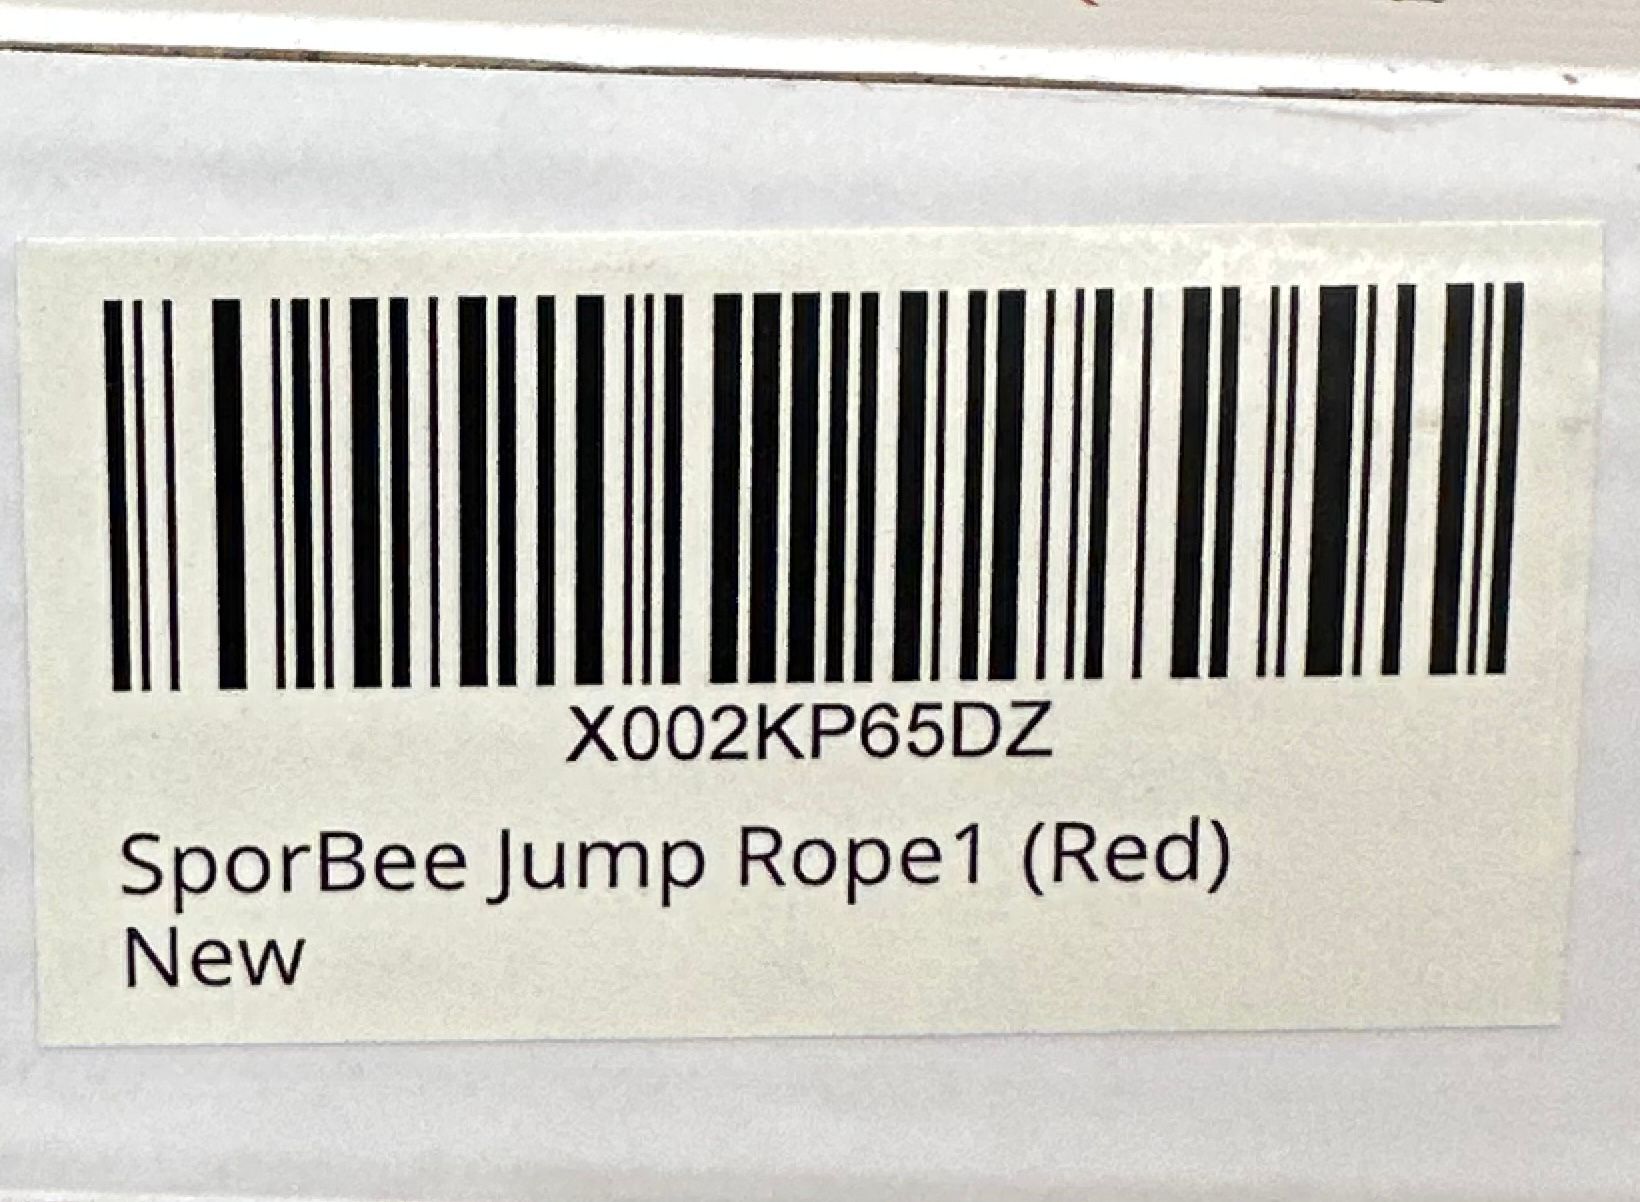 X002KP65DZ
SporBee Jump Rope1 (Red)
New